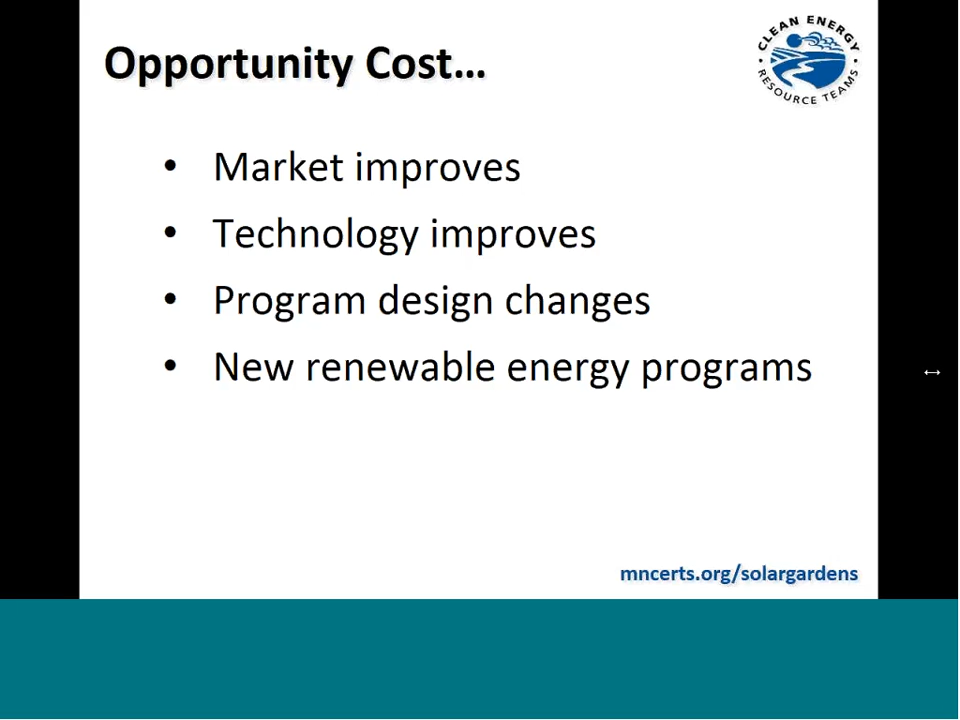 Opportunity Cost...
CLEAN ENERGY
RESOURCE TEAMS
• Market improves
• Technology improves
• Program design changes
• New renewable energy programs
mncerts.org/solargardens